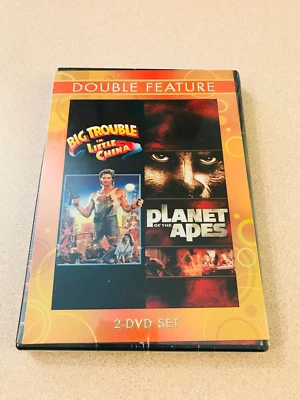 DOUBLE FEATURE
BIG TROUBLE
IN
LITTLE CHINA
PLANET
OF THE
APES
2-DVD SET